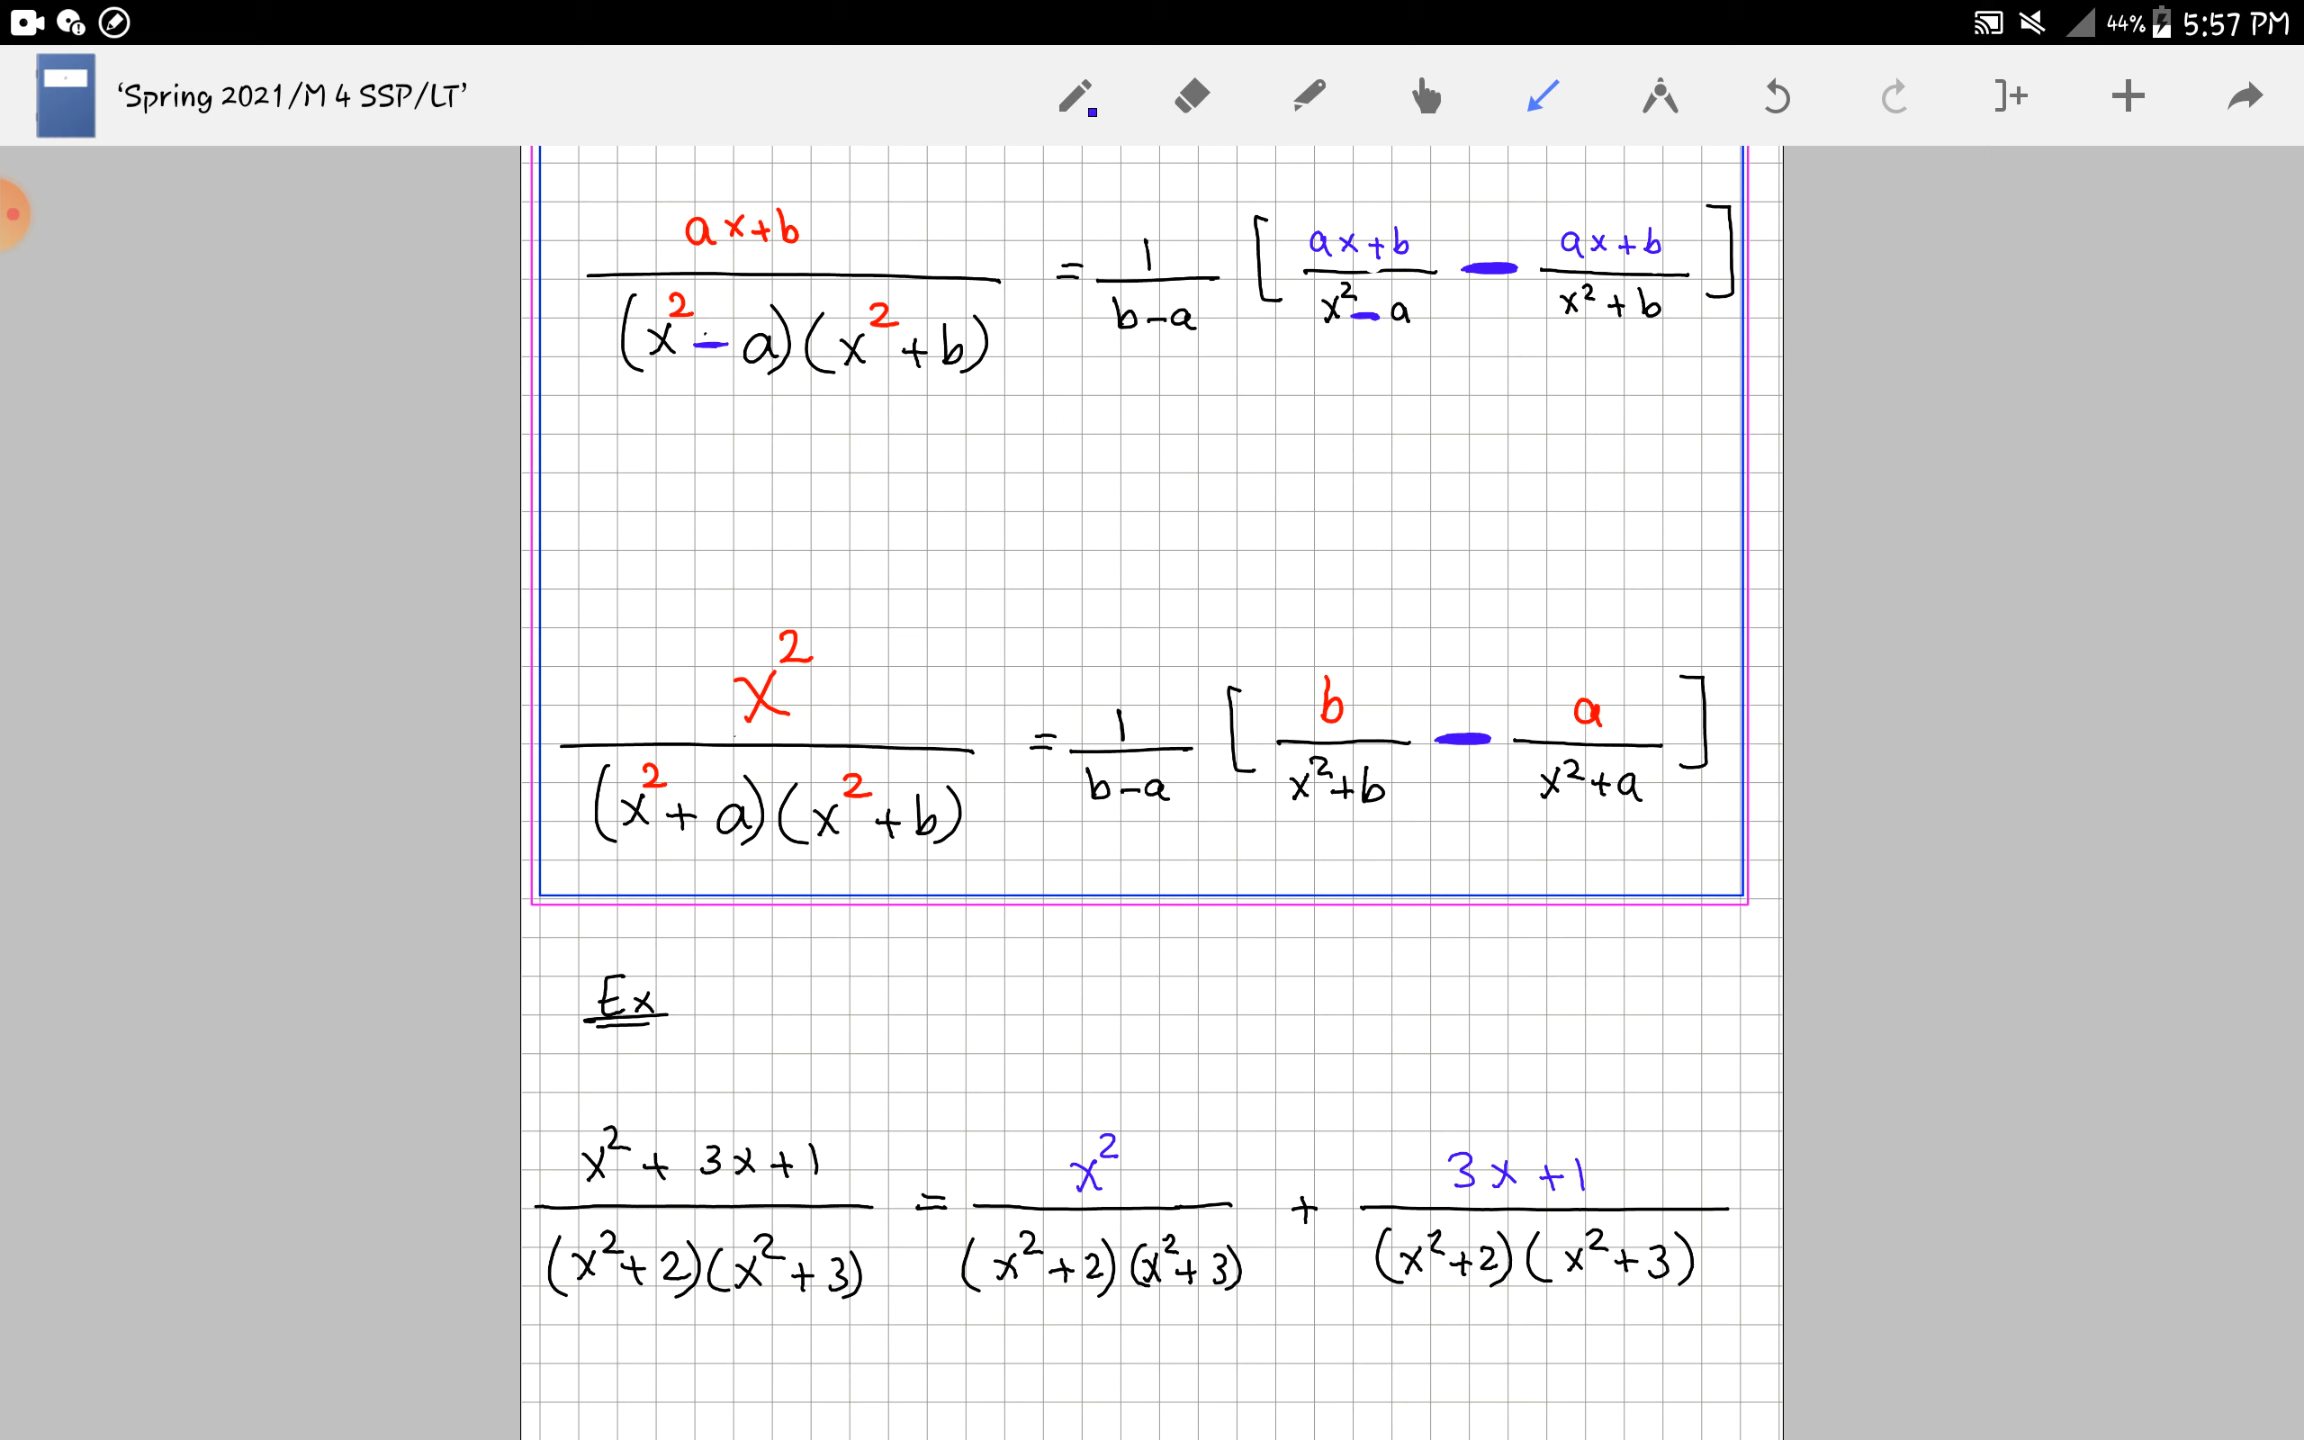 44% 5:57 PM
‘Spring 2021/M 4 SSP/LT’
ax+b / (x² - a)(x² + b) = 1 / b-a [ ax+b / x² - a - ax+b / x² + b ]
x² / (x² + a)(x² + b) = 1 / b-a [ b / x²+b - a / x²+a ]
Ex
x² + 3x+1 / (x²+2)(x²+3) = x² / (x²+2)(x²+3) + 3x+1 / (x²+2)(x²+3)